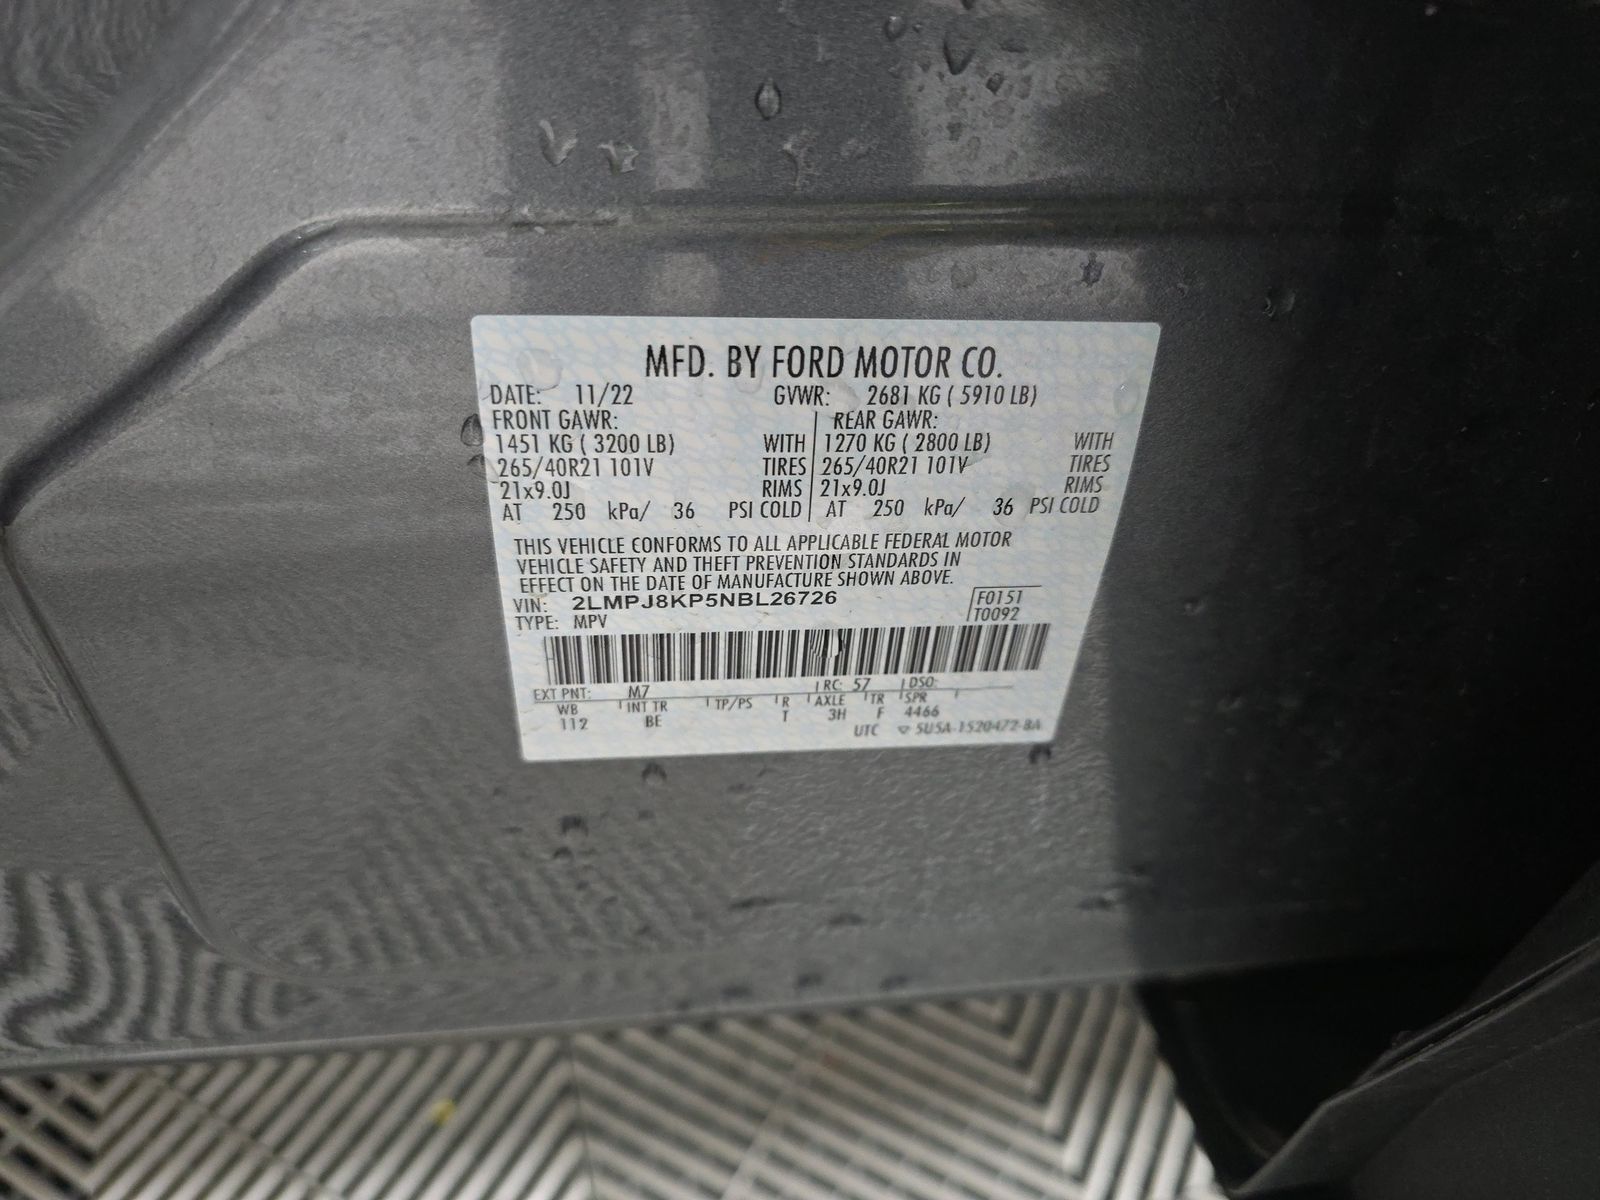 MFD. BY FORD MOTOR CO.
DATE: 11/22 GVWR: 2681 KG ( 5910 LB)
FRONT GAWR: REAR GAWR:
1451 KG ( 3200 LB) WITH 1270 KG ( 2800 LB) WITH
265/40R21 101V TIRES 265/40R21 101V TIRES
21x9.0J RIMS 21x9.0J RIMS
AT 250 kPa/ 36 PSI COLD AT 250 kPa/ 36 PSI COLD
THIS VEHICLE CONFORMS TO ALL APPLICABLE FEDERAL MOTOR
VEHICLE SAFETY AND THEFT PREVENTION STANDARDS IN
EFFECT ON THE DATE OF MANUFACTURE SHOWN ABOVE.
VIN: 2LMPJ8KP5NBL26726 F0151
TYPE: MPV T0092
EXT PNT: M7 RC: 57 DSO:
WB INT TR TP/PS R AXLE TR SPR
112 BE T 3H F 4466
UTC ▽ 5U5A-1520472-BA